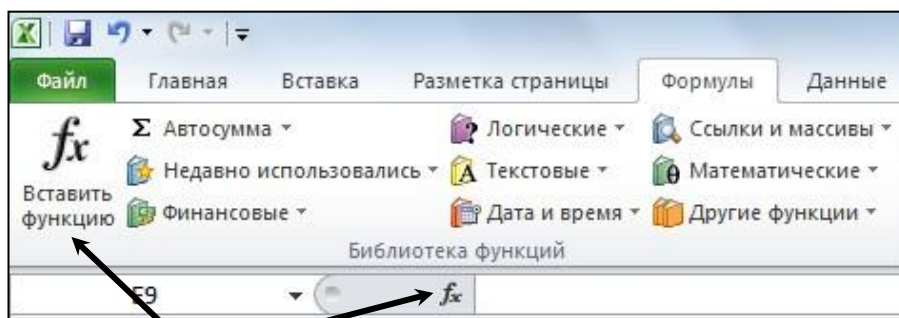 Файл Главная Вставка Разметка страницы Формулы Данные
fx Σ Автосумма Логические Ссылки и массивы
Вставить функцию Недавно использовались Текстовые Математические
Финансовые Дата и время Другие функции
Библиотека функций
E9 fx